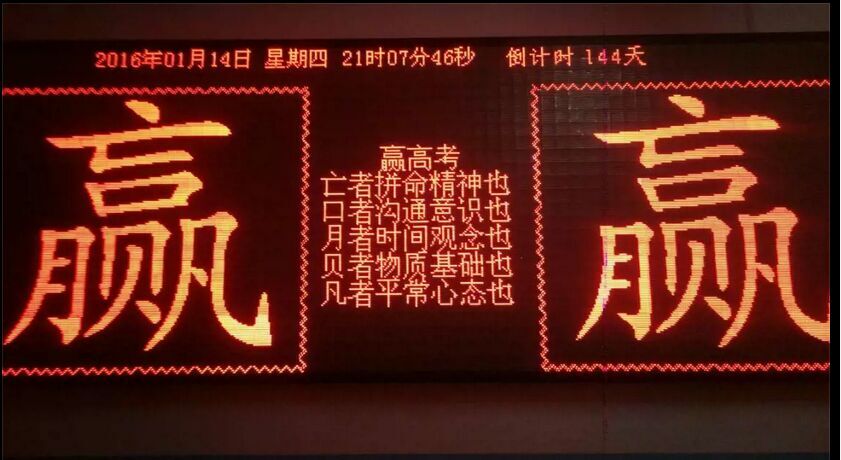 2016年01月14日 星期四 21时07分46秒 倒计时 144天
赢
赢高考
亡者拼命精神也
口者沟通意识也
月者时间观念也
贝者物质基础也
凡者平常心态也
赢